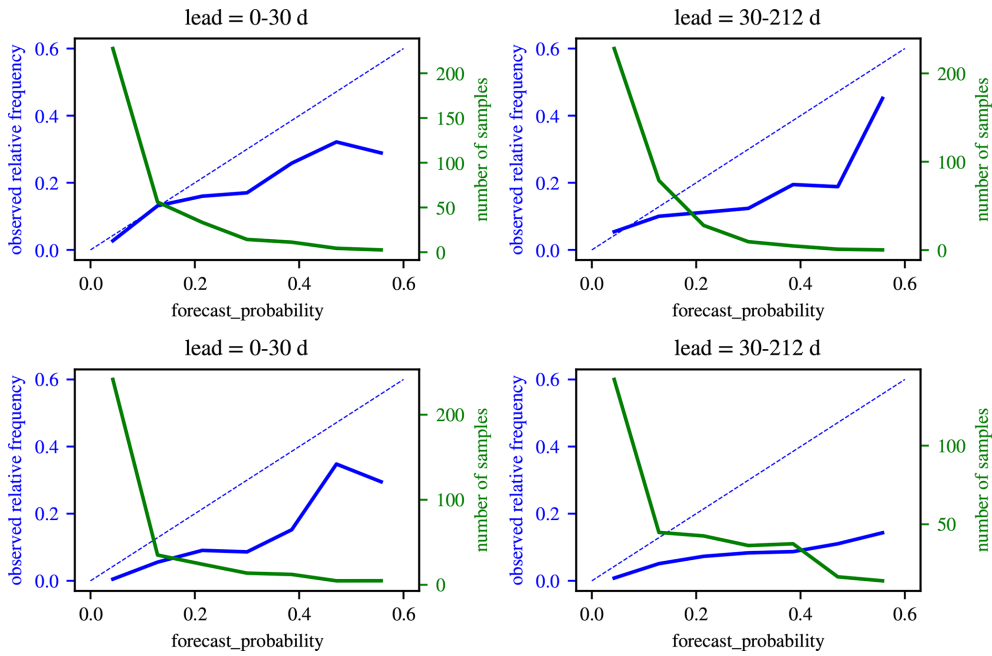 lead = 0-30 d
observed relative frequency
0.6
0.4
0.2
0.0
200
150
100
50
0
number of samples
0.0 0.2 0.4 0.6
forecast_probability
lead = 30-212 d
observed relative frequency
0.6
0.4
0.2
0.0
200
100
0
number of samples
0.0 0.2 0.4 0.6
forecast_probability
lead = 0-30 d
observed relative frequency
0.6
0.4
0.2
0.0
200
100
0
number of samples
0.0 0.2 0.4 0.6
forecast_probability
lead = 30-212 d
observed relative frequency
0.6
0.4
0.2
0.0
100
50
number of samples
0.0 0.2 0.4 0.6
forecast_probability